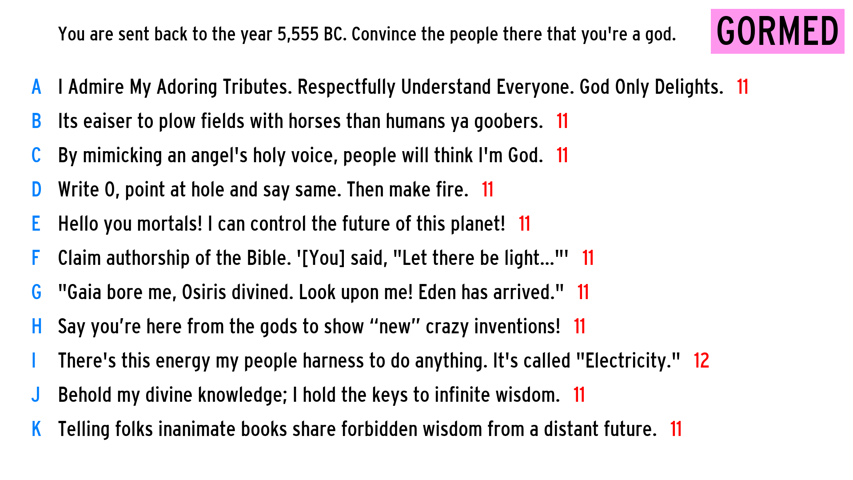 You are sent back to the year 5,555 BC. Convince the people there that you're a god.
GORMED
A I Admire My Adoring Tributes. Respectfully Understand Everyone. God Only Delights. 11
B Its eaiser to plow fields with horses than humans ya goobers. 11
C By mimicking an angel's holy voice, people will think I'm God. 11
D Write O, point at hole and say same. Then make fire. 11
E Hello you mortals! I can control the future of this planet! 11
F Claim authorship of the Bible. '[You] said, "Let there be light..."' 11
G "Gaia bore me, Osiris divined. Look upon me! Eden has arrived." 11
H Say you’re here from the gods to show “new” crazy inventions! 11
I There's this energy my people harness to do anything. It's called "Electricity." 12
J Behold my divine knowledge; I hold the keys to infinite wisdom. 11
K Telling folks inanimate books share forbidden wisdom from a distant future. 11